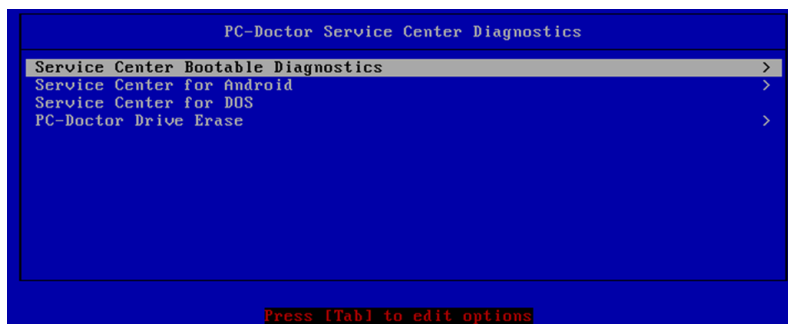 PC-Doctor Service Center Diagnostics
Service Center Bootable Diagnostics >
Service Center for Android >
Service Center for DOS
PC-Doctor Drive Erase >
Press [Tab] to edit options